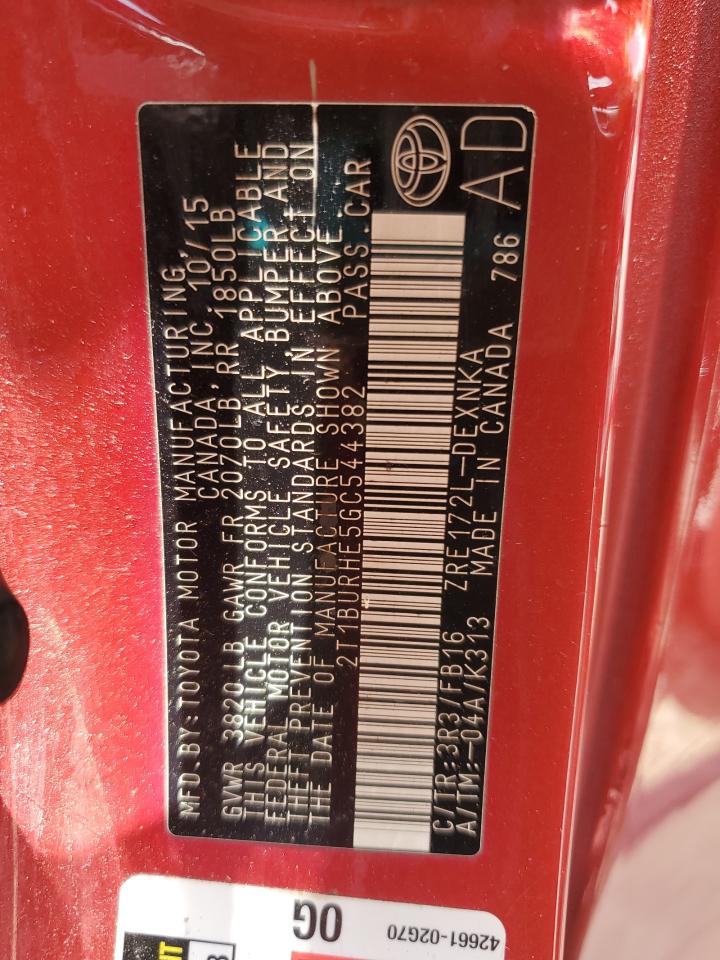 MFD BY: TOYOTA MOTOR MANUFACTURING,
CANADA, INC 10/15
GVWR 3820LB GAWR FR 2070LB RR 1850LB
THIS VEHICLE CONFORMS TO ALL APPLICABLE
FEDERAL MOTOR VEHICLE SAFETY, BUMPER, AND
THEFT PREVENTION STANDARDS IN EFFECT ON
THE DATE OF MANUFACTURE SHOWN ABOVE.
2T1BURHE5GC544382 PASS.CAR
C/TR:3R3/FB16 ZRE172L-DEXNKA
A/TM:-04A/K313 MADE IN CANADA 786
AD
0G
42661-02G70